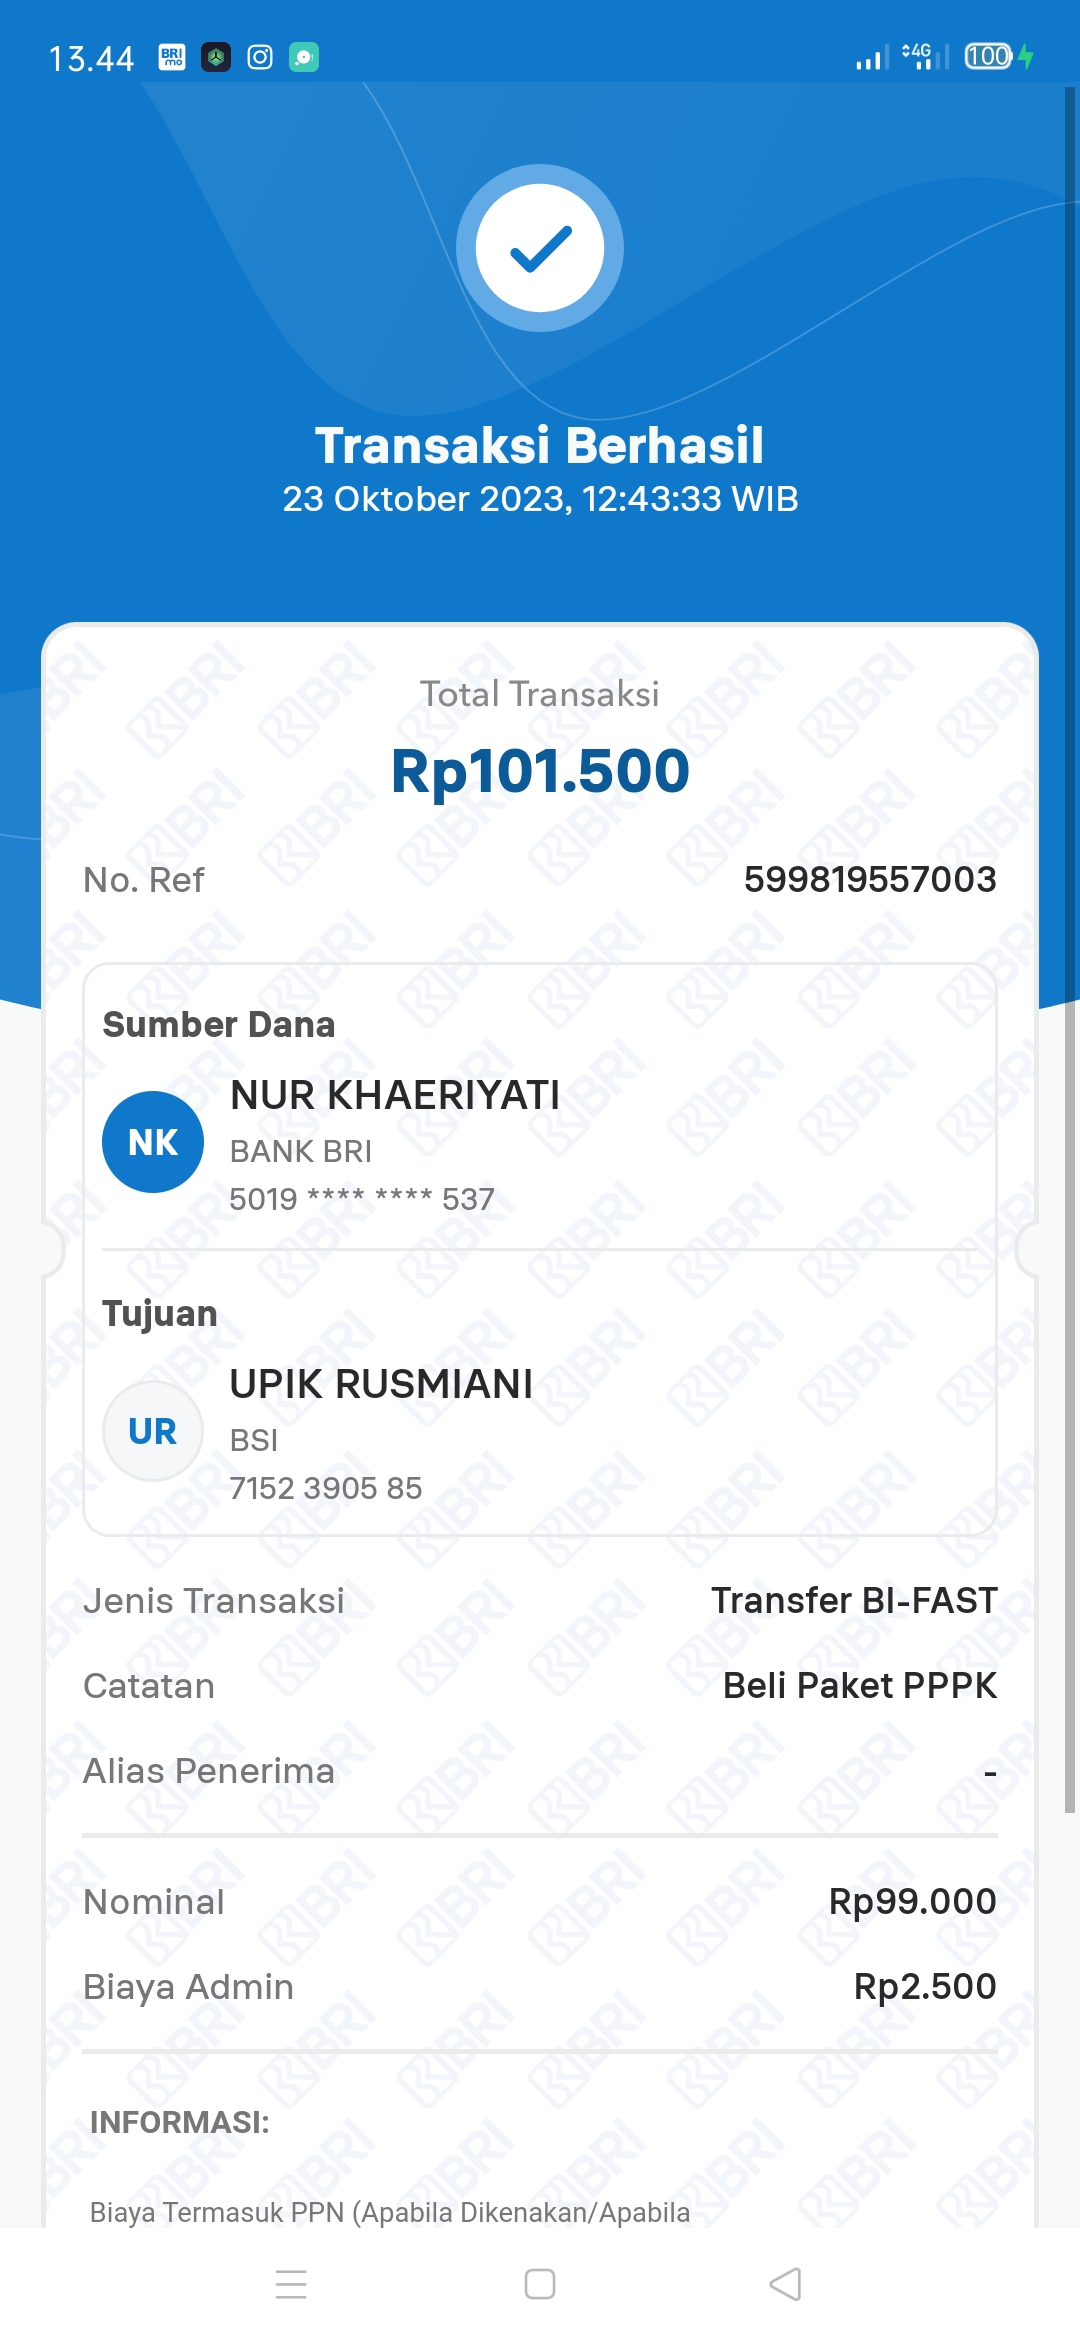 13.44 BRI mo 4G 100
Transaksi Berhasil
23 Oktober 2023, 12:43:33 WIB
Total Transaksi
Rp101.500
No. Ref 599819557003
Sumber Dana
NUR KHAERIYATI
NK
BANK BRI
5019 **** **** 537
Tujuan
UPIK RUSMIANI
UR
BSI
7152 3905 85
Jenis Transaksi Transfer BI-FAST
Catatan Beli Paket PPPK
Alias Penerima -
Nominal Rp99.000
Biaya Admin Rp2.500
INFORMASI:
Biaya Termasuk PPN (Apabila Dikenakan/Apabila